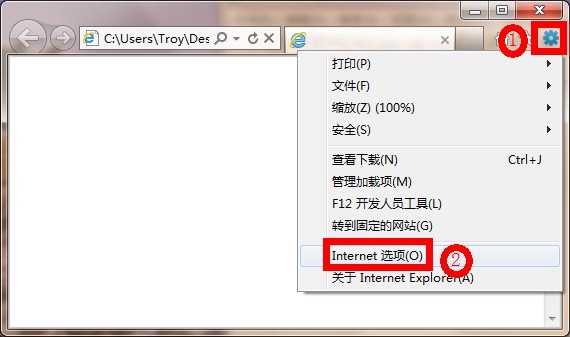 C:\Users\Troy\Des
①
打印(P)
文件(F)
缩放(Z) (100%)
安全(S)
查看下载(N) Ctrl+J
管理加载项(M)
F12 开发人员工具(L)
转到固定的网站(G)
Internet 选项(O)
②
关于 Internet Explorer(A)